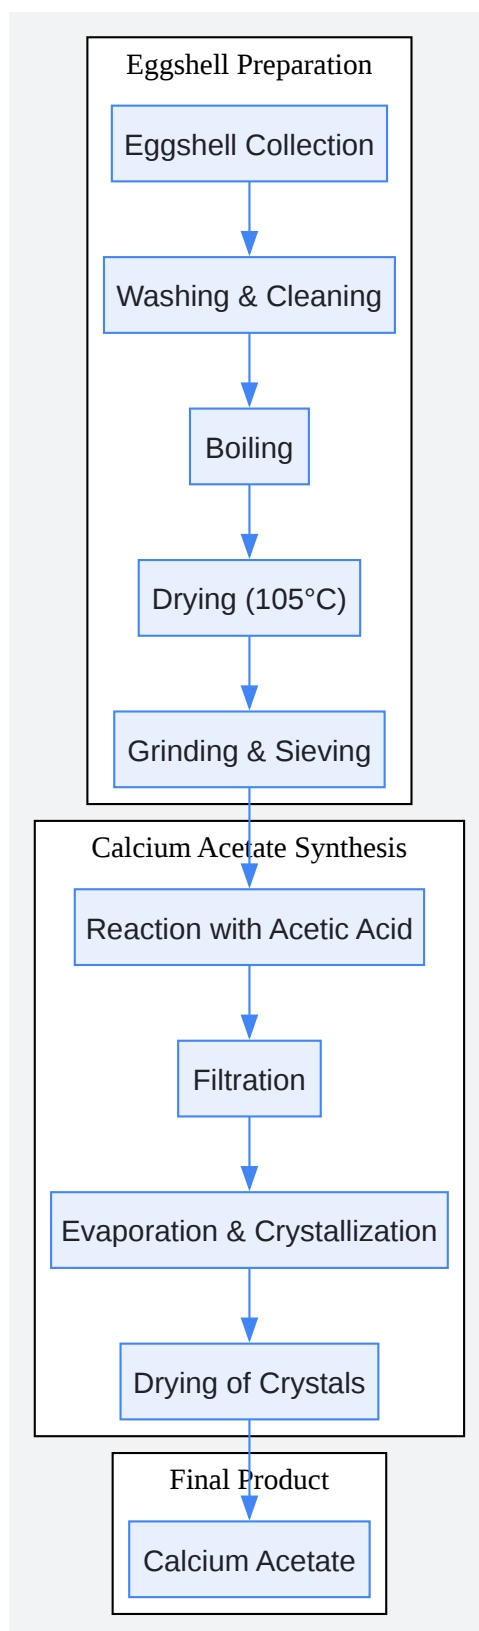 Eggshell Preparation
Eggshell Collection
Washing & Cleaning
Boiling
Drying (105°C)
Grinding & Sieving
Calcium Acetate Synthesis
Reaction with Acetic Acid
Filtration
Evaporation & Crystallization
Drying of Crystals
Final Product
Calcium Acetate